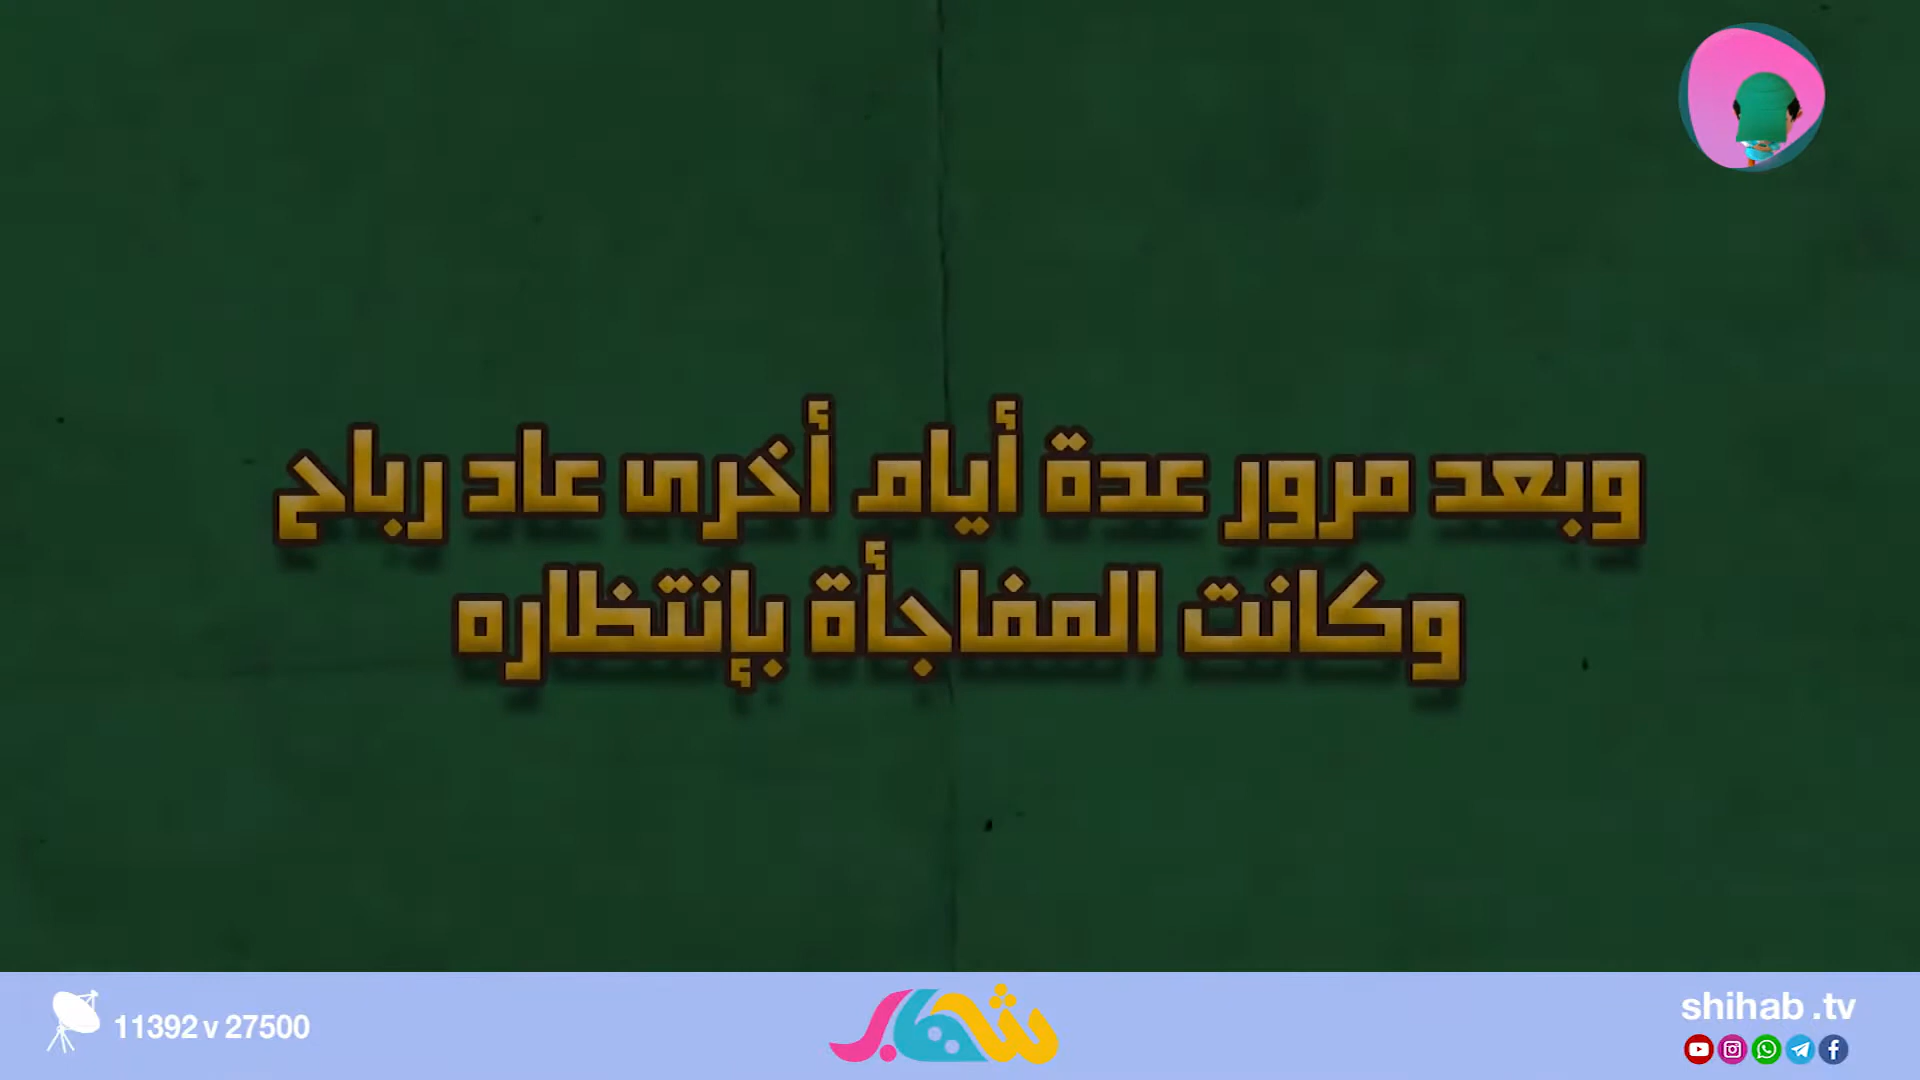 وبعد مرور عدة أيام أخرى عاد رباح
وكانت المفاجأة بإنتظاره
11392 v 27500
شهاب
shihab.tv